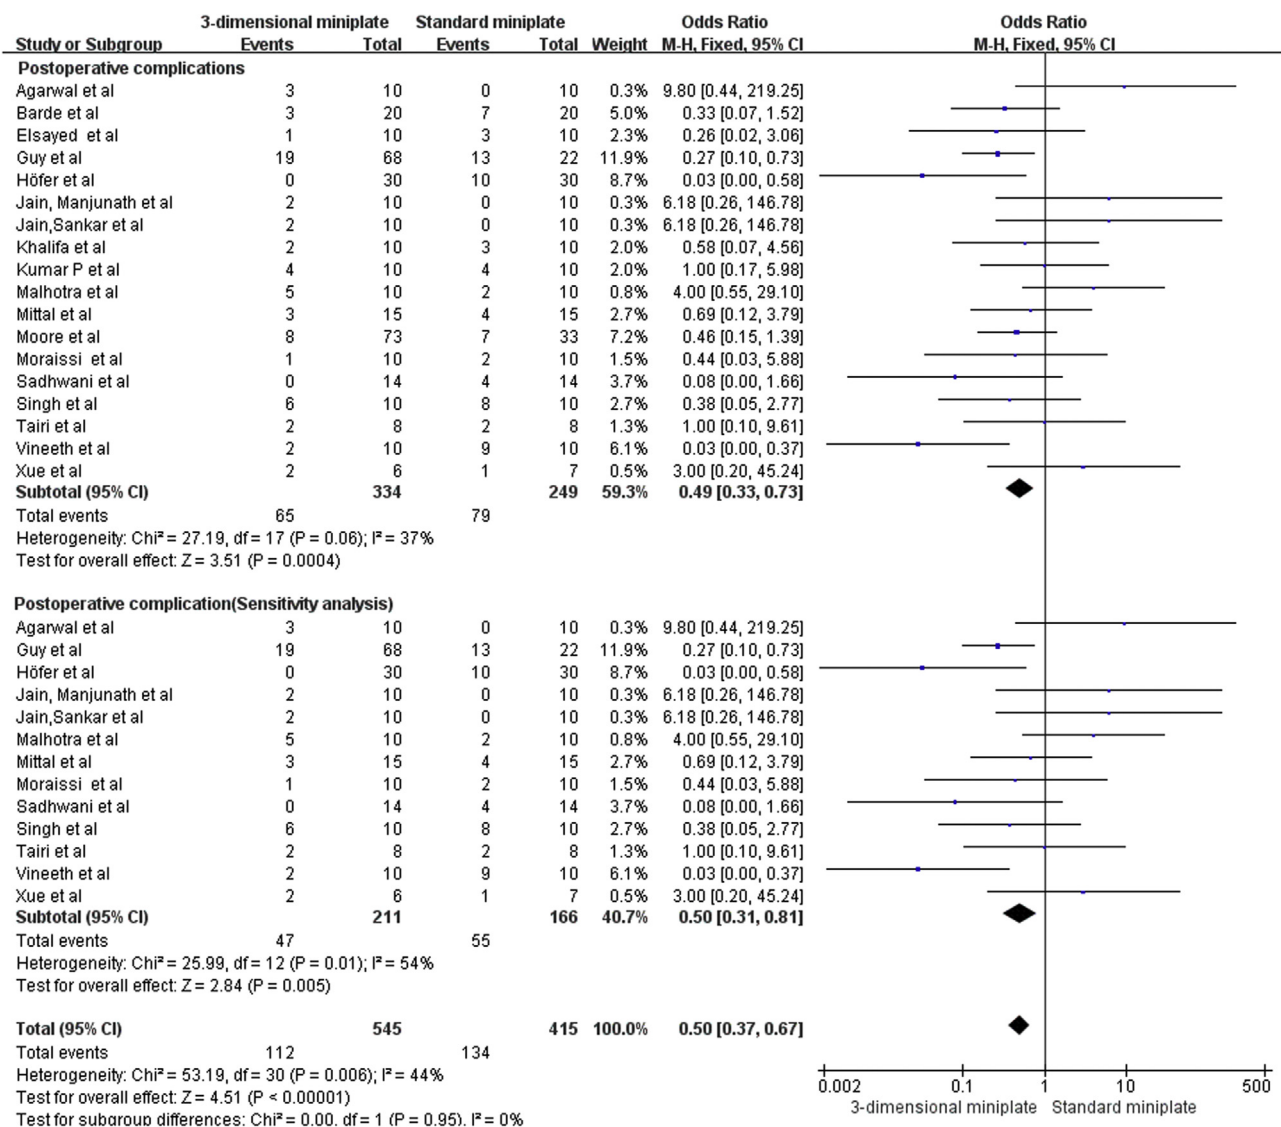 3-dimensional miniplate Standard miniplate Odds Ratio Odds Ratio
Study or Subgroup Events Total Events Total Weight M-H, Fixed, 95% CI M-H, Fixed, 95% CI
Postoperative complications
Agarwal et al 3 10 0 10 0.3% 9.80 [0.44, 219.25]
Barde et al 3 20 7 20 5.0% 0.33 [0.07, 1.52]
Elsayed et al 1 10 3 10 2.3% 0.26 [0.02, 3.06]
Guy et al 19 68 13 22 11.9% 0.27 [0.10, 0.73]
Höfer et al 0 30 10 30 8.7% 0.03 [0.00, 0.58]
Jain, Manjunath et al 2 10 0 10 0.3% 6.18 [0.26, 146.78]
Jain,Sankar et al 2 10 0 10 0.3% 6.18 [0.26, 146.78]
Khalifa et al 2 10 3 10 2.0% 0.58 [0.07, 4.56]
Kumar P et al 4 10 4 10 2.0% 1.00 [0.17, 5.98]
Malhotra et al 5 10 2 10 0.8% 4.00 [0.55, 29.10]
Mittal et al 3 15 4 15 2.7% 0.69 [0.12, 3.79]
Moore et al 8 73 7 33 7.2% 0.46 [0.15, 1.39]
Moraissi et al 1 10 2 10 1.5% 0.44 [0.03, 5.88]
Sadhwani et al 0 14 4 14 3.7% 0.08 [0.00, 1.66]
Singh et al 6 10 8 10 2.7% 0.38 [0.05, 2.77]
Tairi et al 2 8 2 8 1.3% 1.00 [0.10, 9.61]
Vineeth et al 2 10 9 10 6.1% 0.03 [0.00, 0.37]
Xue et al 2 6 1 7 0.5% 3.00 [0.20, 45.24]
Subtotal (95% CI) 334 249 59.3% 0.49 [0.33, 0.73]
Total events 65 79
Heterogeneity: Chi² = 27.19, df = 17 (P = 0.06); I² = 37%
Test for overall effect: Z = 3.51 (P = 0.0004)
Postoperative complication(Sensitivity analysis)
Agarwal et al 3 10 0 10 0.3% 9.80 [0.44, 219.25]
Guy et al 19 68 13 22 11.9% 0.27 [0.10, 0.73]
Höfer et al 0 30 10 30 8.7% 0.03 [0.00, 0.58]
Jain, Manjunath et al 2 10 0 10 0.3% 6.18 [0.26, 146.78]
Jain,Sankar et al 2 10 0 10 0.3% 6.18 [0.26, 146.78]
Malhotra et al 5 10 2 10 0.8% 4.00 [0.55, 29.10]
Mittal et al 3 15 4 15 2.7% 0.69 [0.12, 3.79]
Moraissi et al 1 10 2 10 1.5% 0.44 [0.03, 5.88]
Sadhwani et al 0 14 4 14 3.7% 0.08 [0.00, 1.66]
Singh et al 6 10 8 10 2.7% 0.38 [0.05, 2.77]
Tairi et al 2 8 2 8 1.3% 1.00 [0.10, 9.61]
Vineeth et al 2 10 9 10 6.1% 0.03 [0.00, 0.37]
Xue et al 2 6 1 7 0.5% 3.00 [0.20, 45.24]
Subtotal (95% CI) 211 166 40.7% 0.50 [0.31, 0.81]
Total events 47 55
Heterogeneity: Chi² = 25.99, df = 12 (P = 0.01); I² = 54%
Test for overall effect: Z = 2.84 (P = 0.005)
Total (95% CI) 545 415 100.0% 0.50 [0.37, 0.67]
Total events 112 134
Heterogeneity: Chi² = 53.19, df = 30 (P = 0.006); I² = 44%
Test for overall effect: Z = 4.51 (P < 0.00001)
Test for subgroup differences: Chi² = 0.00, df = 1 (P = 0.95), I² = 0%
0.002 0.1 1 10 500
3-dimensional miniplate Standard miniplate